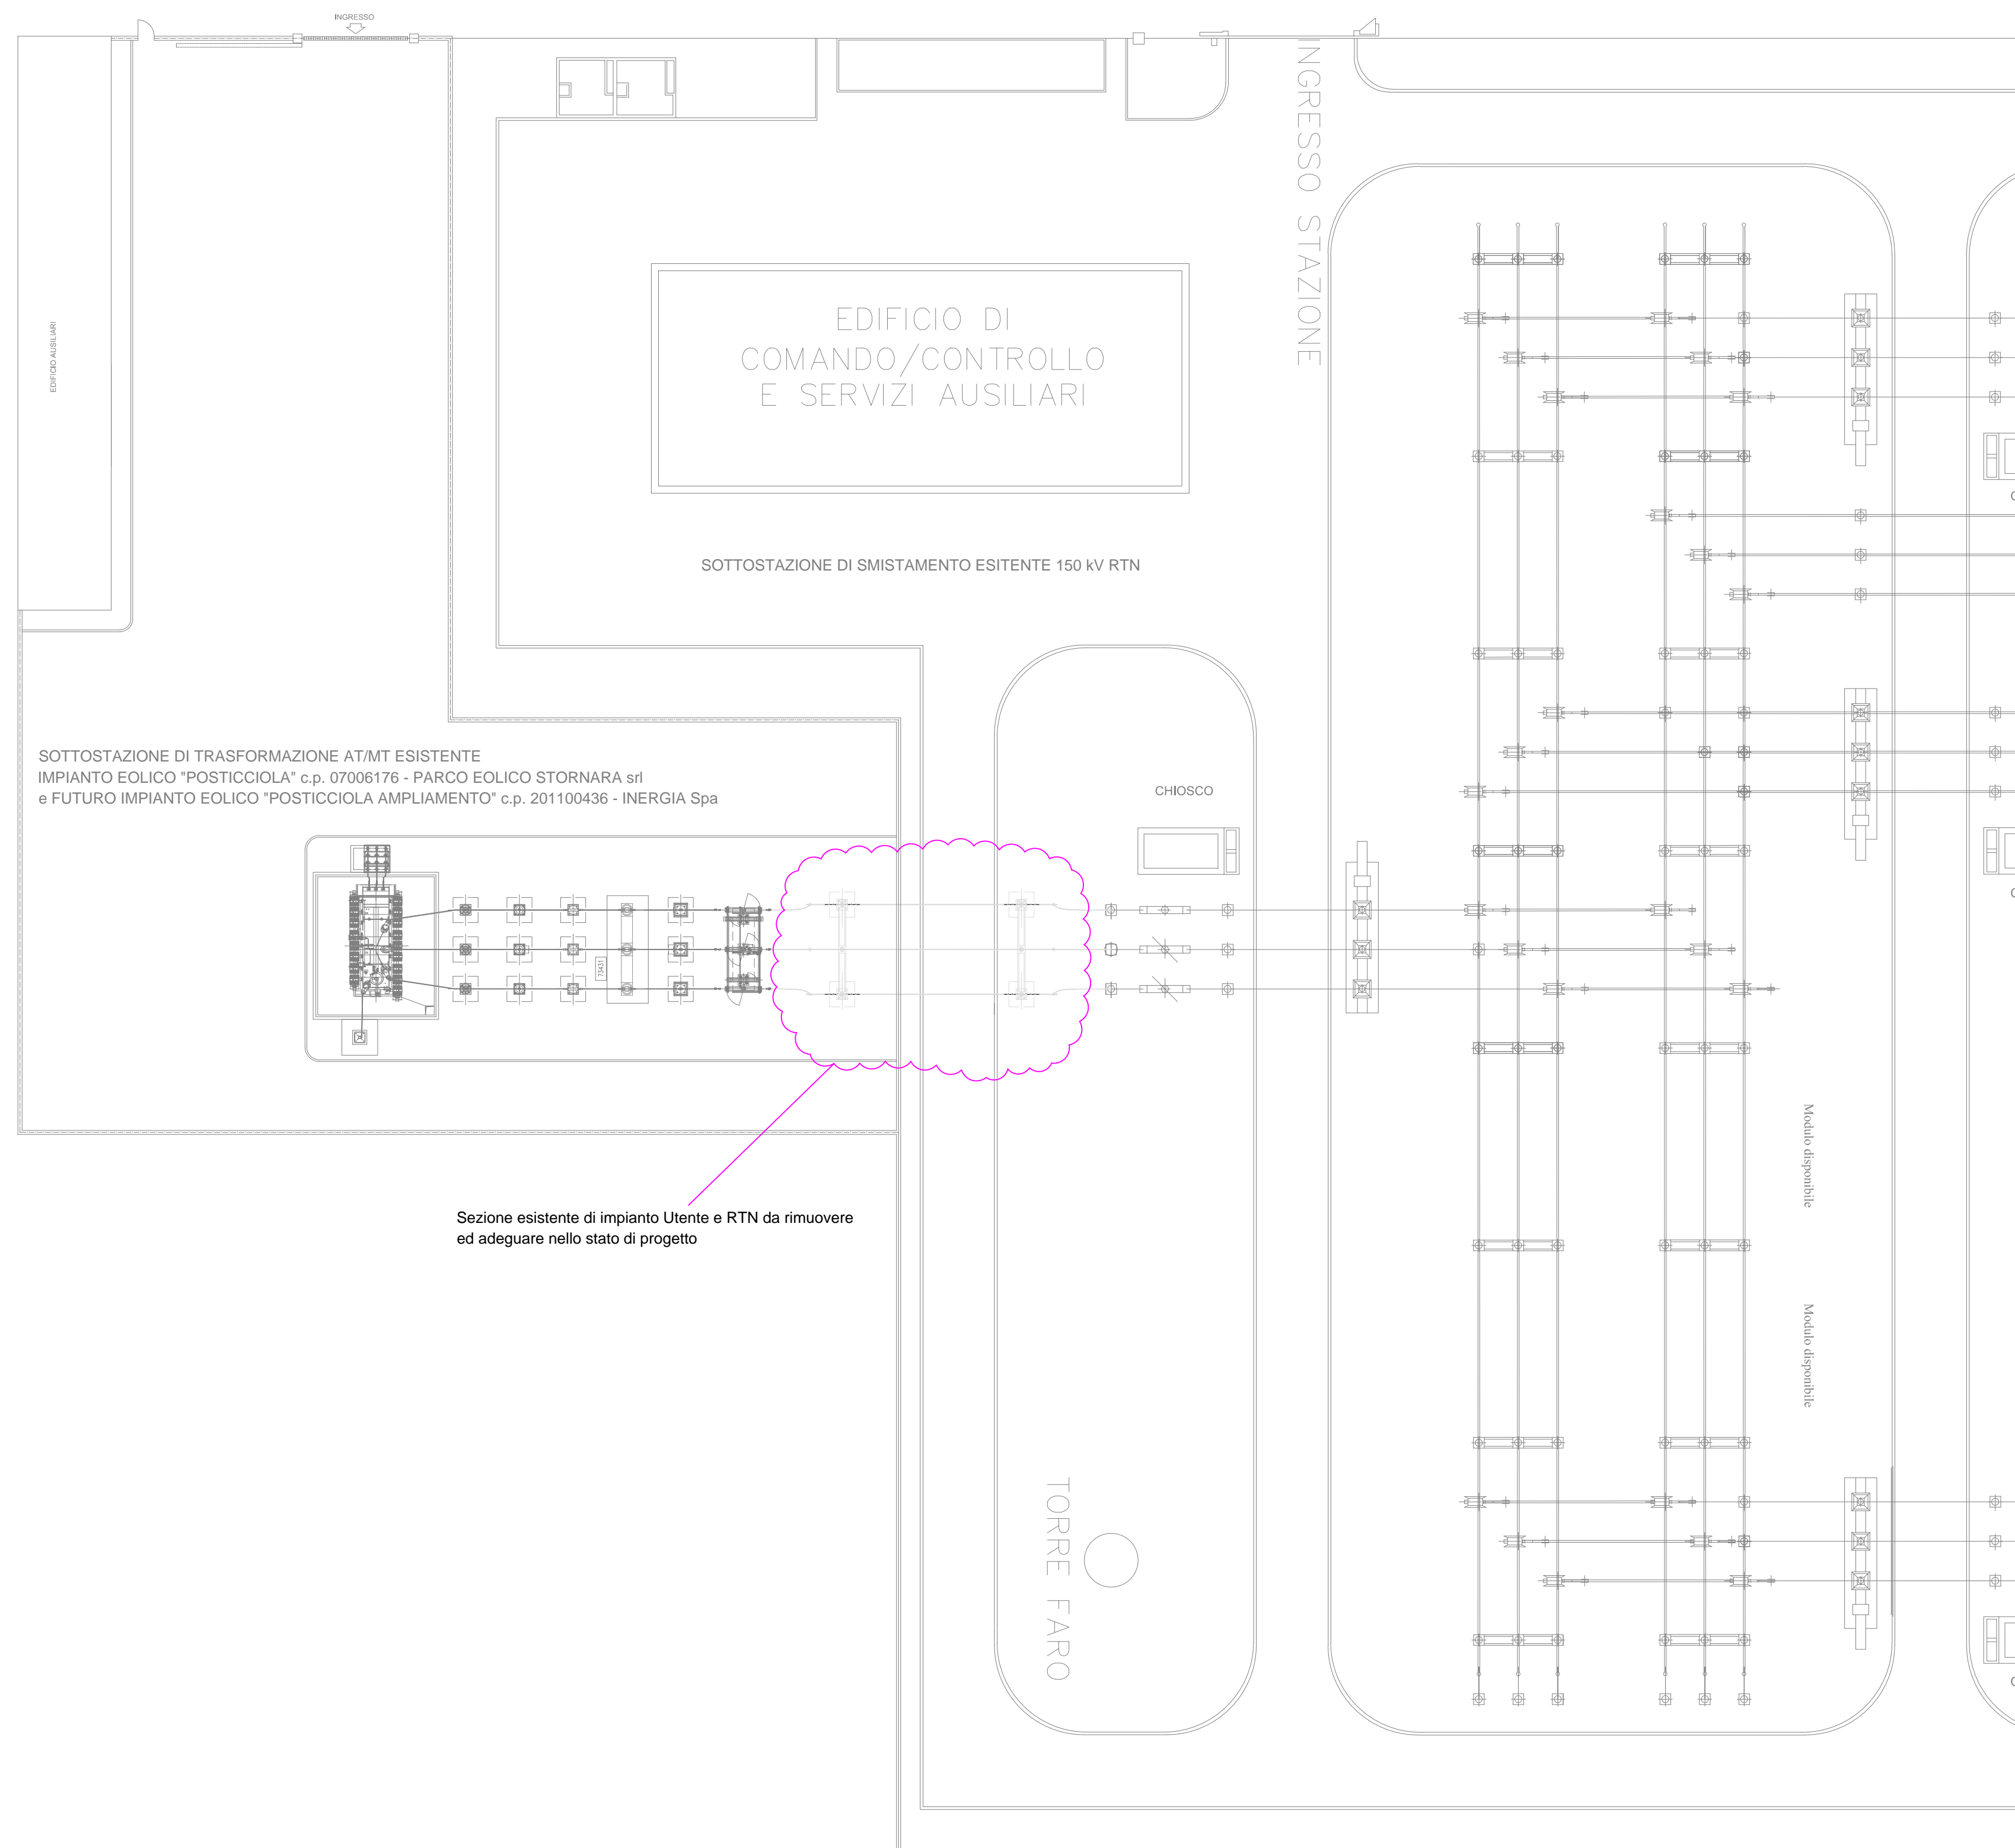 INGRESSO
INGRESSO STAZIONE
EDIFICIO AUSILIARI
EDIFICIO DI
COMANDO/CONTROLLO
E SERVIZI AUSILIARI
SOTTOSTAZIONE DI SMISTAMENTO ESITENTE 150 kV RTN
SOTTOSTAZIONE DI TRASFORMAZIONE AT/MT ESISTENTE
IMPIANTO EOLICO "POSTICCIOLA" c.p. 07006176 - PARCO EOLICO STORNARA srl
e FUTURO IMPIANTO EOLICO "POSTICCIOLA AMPLIAMENTO" c.p. 201100436 - INERGIA Spa
CHIOSCO
73431
Sezione esistente di impianto Utente e RTN da rimuovere
ed adeguare nello stato di progetto
Modulo disponibile
Modulo disponibile
TORRE FARO